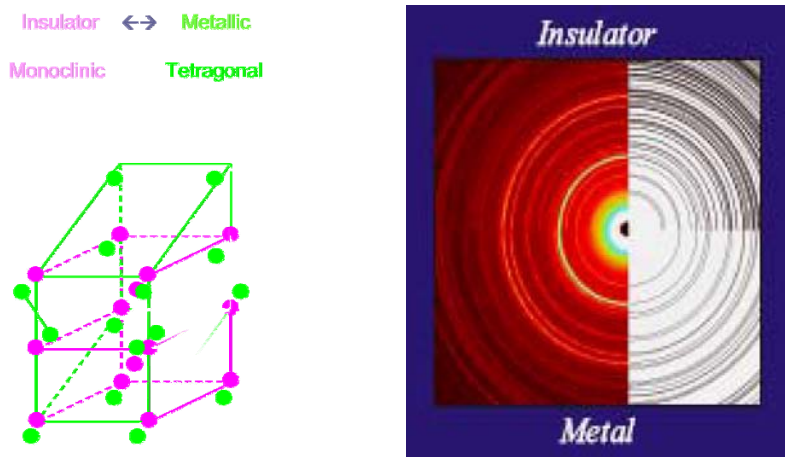 Insulator ↔ Metallic
Monoclinic Tetragonal
Insulator
Metal